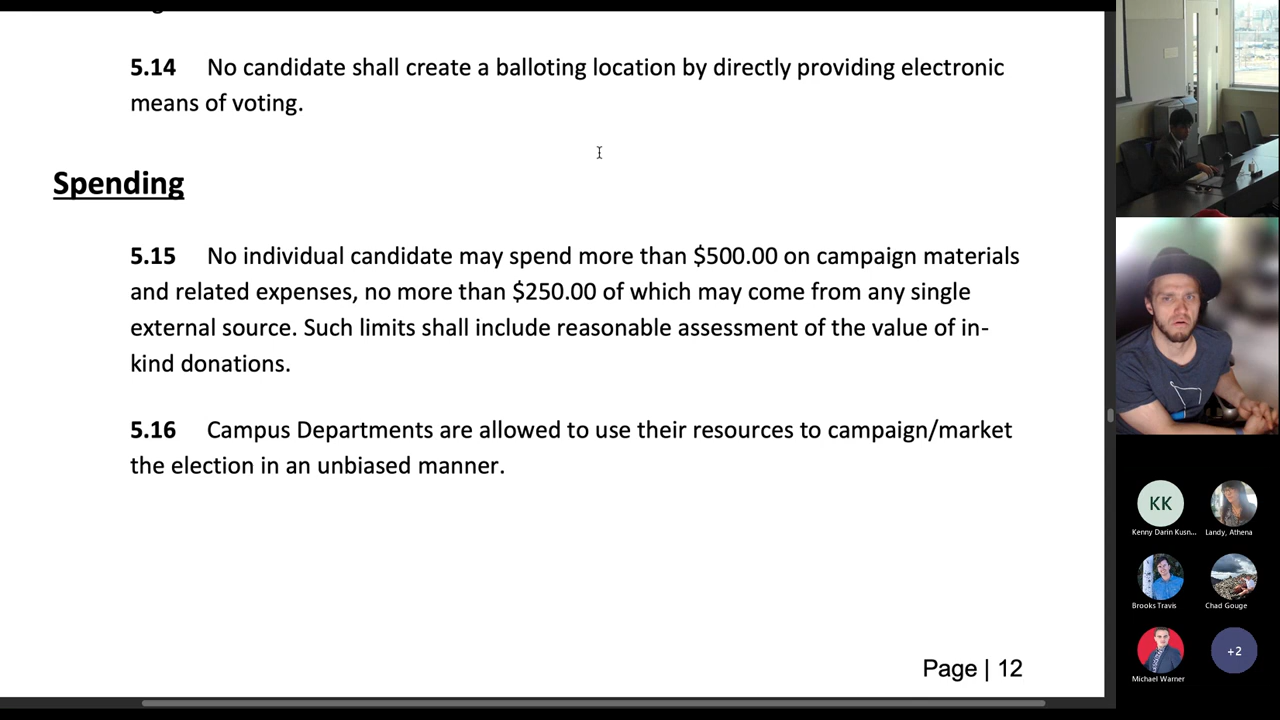 5.14 No candidate shall create a balloting location by directly providing electronic
means of voting.
Spending
5.15 No individual candidate may spend more than $500.00 on campaign materials
and related expenses, no more than $250.00 of which may come from any single
external source. Such limits shall include reasonable assessment of the value of in-
kind donations.
5.16 Campus Departments are allowed to use their resources to campaign/market
the election in an unbiased manner.
Page | 12
KK
Kenny Darin Kusn...
Landy, Athena
Brooks Travis
Chad Gouge
Michael Warner
+2